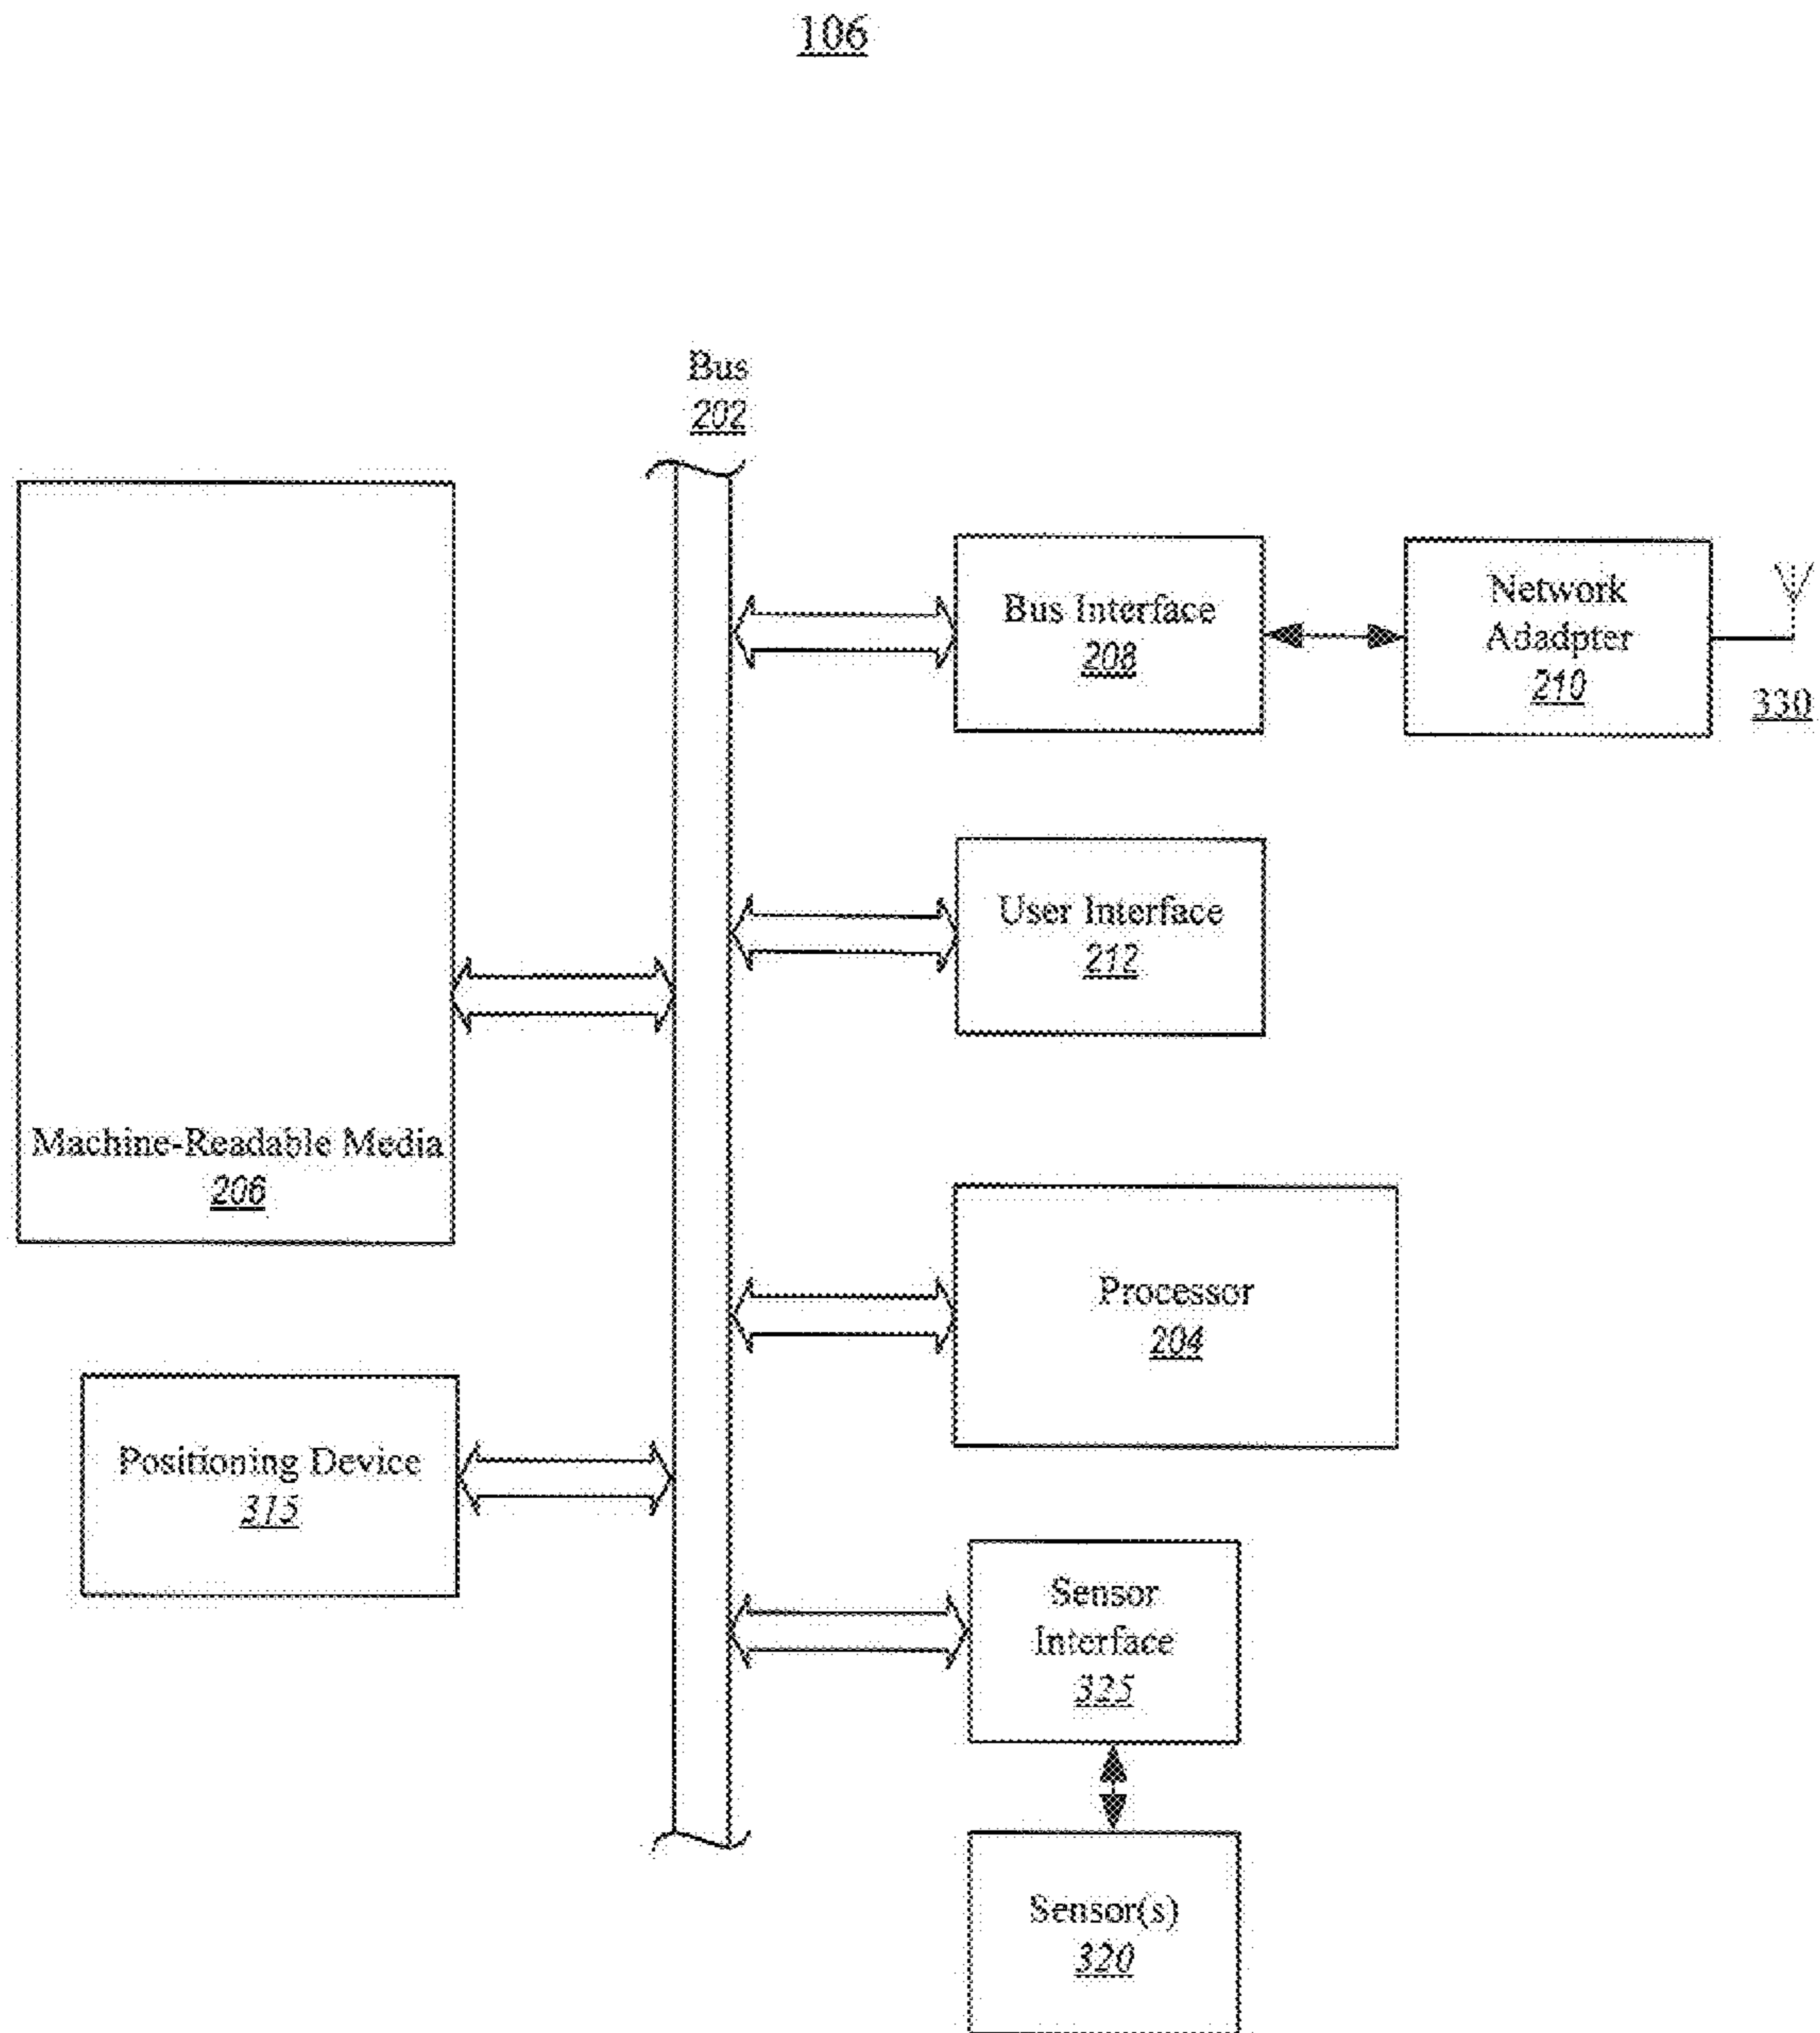 106
Bus
202
Bus Interface
208
Network
Adadpter
210
330
User Interface
212
Machine-Readable Media
206
Processor
204
Positioning Device
315
Sensor
Interface
325
Sensor(s)
320